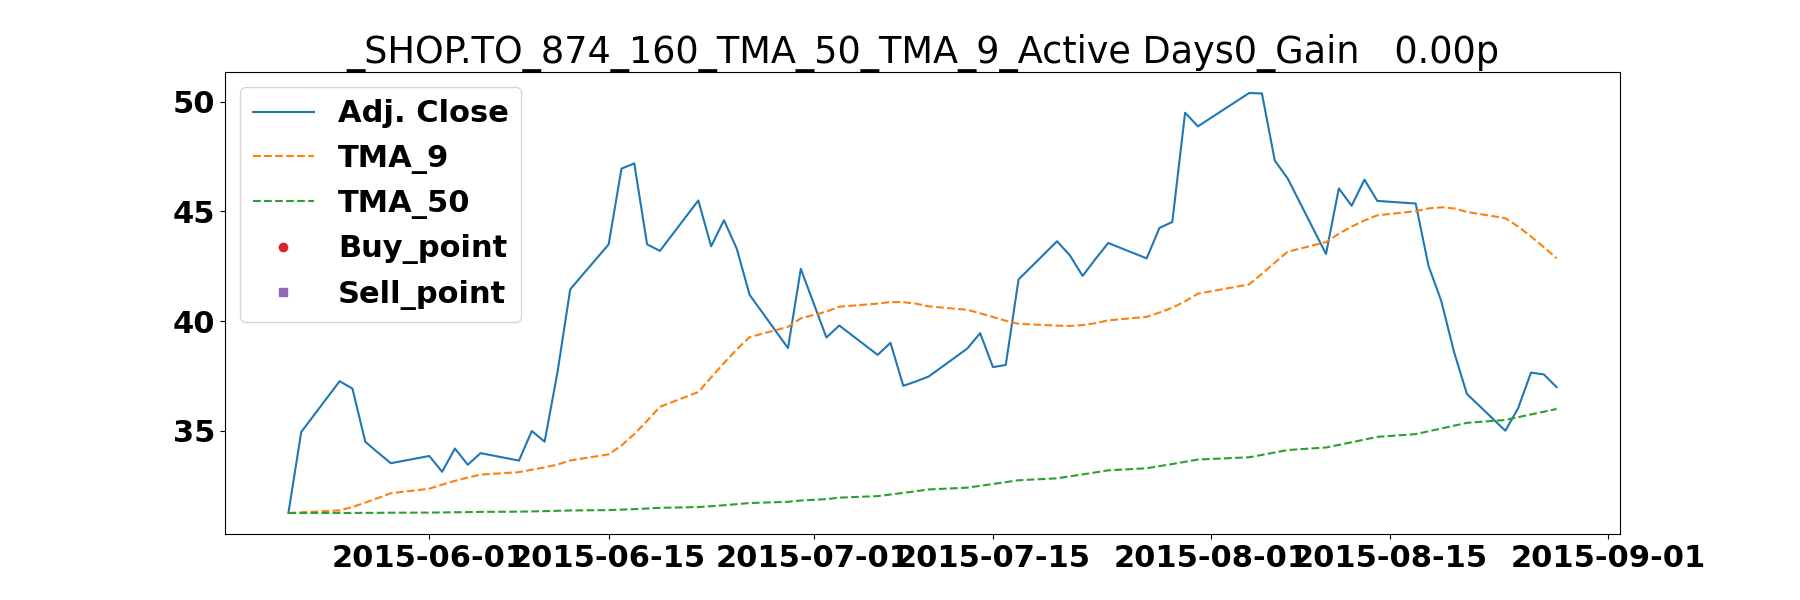 _SHOP.TO_874_160_TMA_50_TMA_9_Active Days0_Gain   0.00p
50
45
40
35
Adj. Close
TMA_9
TMA_50
Buy_point
Sell_point
2015-06-01 2015-06-15 2015-07-01 2015-07-15 2015-08-01 2015-08-15 2015-09-01